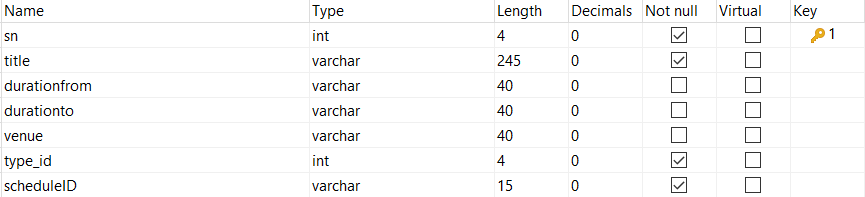 Name Type Length Decimals Not null Virtual Key
sn int 4 0 1
title varchar 245 0
durationfrom varchar 40 0
durationto varchar 40 0
venue varchar 40 0
type_id int 4 0
scheduleID varchar 15 0